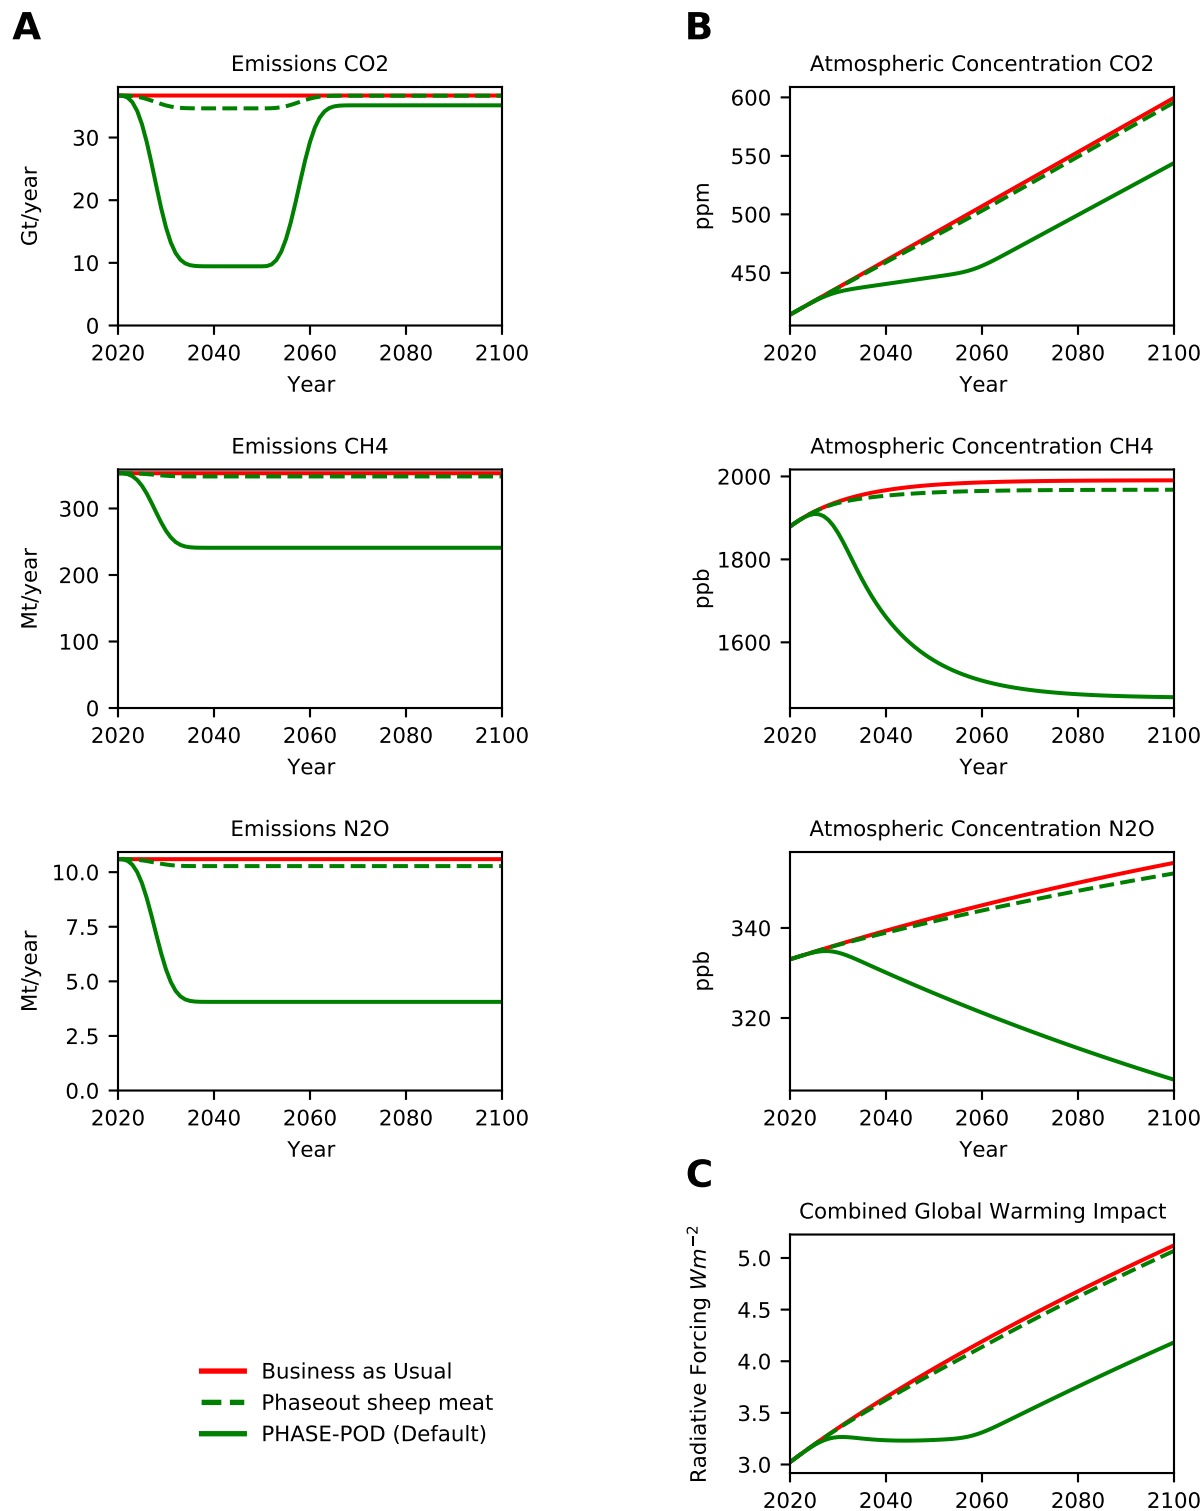 A
Emissions CO2
Gt/year
30
20
10
0
2020 2040 2060 2080 2100
Year
Emissions CH4
Mt/year
300
200
100
0
2020 2040 2060 2080 2100
Year
Emissions N2O
Mt/year
10.0
7.5
5.0
2.5
0.0
2020 2040 2060 2080 2100
Year
B
Atmospheric Concentration CO2
ppm
600
550
500
450
2020 2040 2060 2080 2100
Year
Atmospheric Concentration CH4
ppb
2000
1800
1600
2020 2040 2060 2080 2100
Year
Atmospheric Concentration N2O
ppb
340
320
2020 2040 2060 2080 2100
Year
C
Combined Global Warming Impact
Radiative Forcing Wm⁻²
5.0
4.5
4.0
3.5
3.0
2020 2040 2060 2080 2100
Business as Usual
Phaseout sheep meat
PHASE-POD (Default)